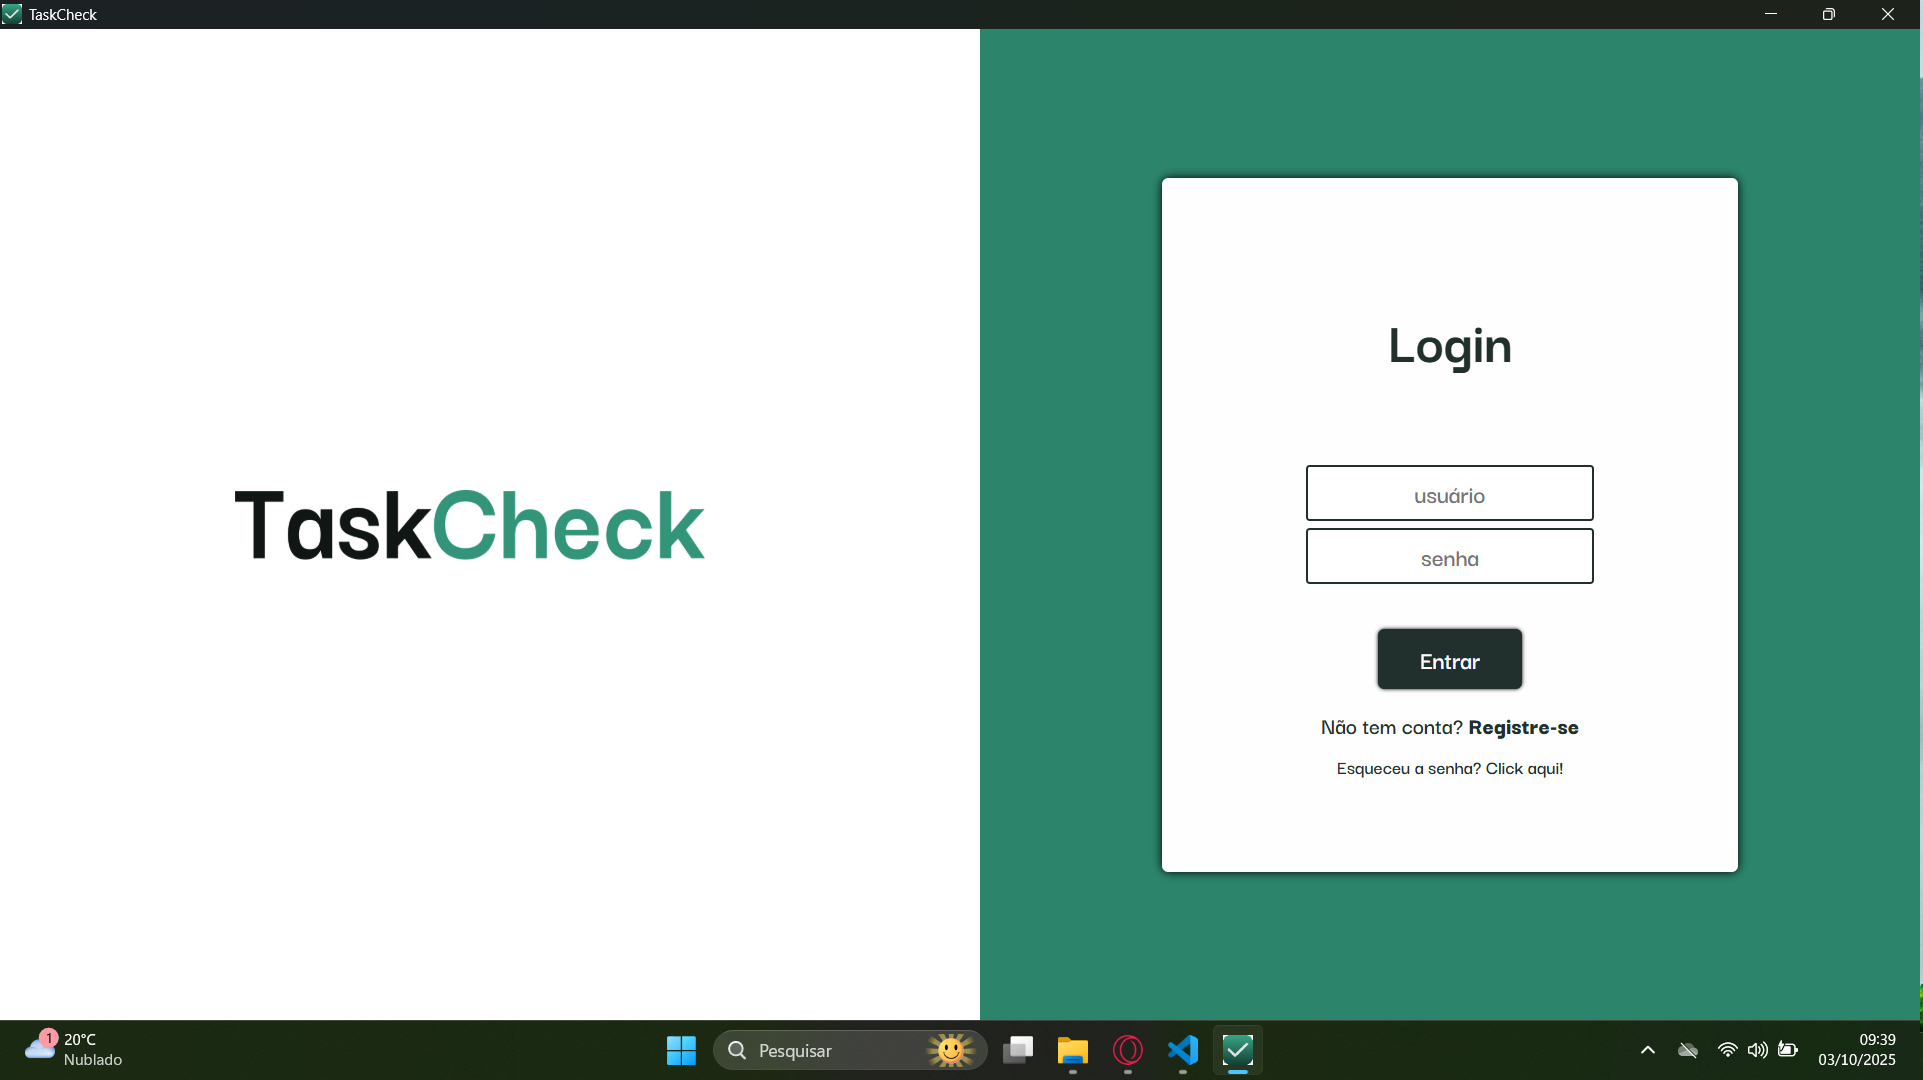 TaskCheck
TaskCheck
Login
usuário
senha
Entrar
Não tem conta? Registre-se
Esqueceu a senha? Click aqui!
1
20°C
Nublado
Pesquisar
09:39
03/10/2025